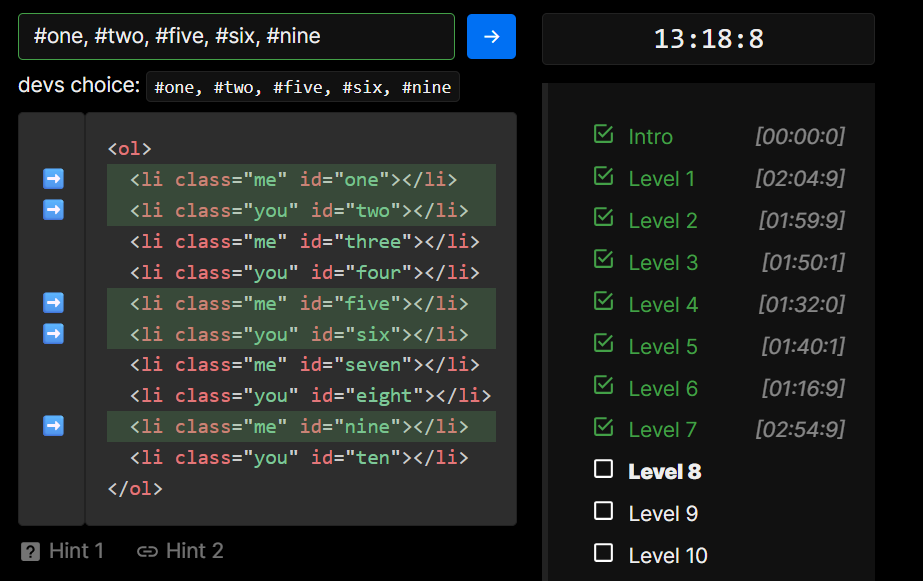 #one, #two, #five, #six, #nine
devs choice: #one, #two, #five, #six, #nine
<ol>
<li class="me" id="one"></li>
<li class="you" id="two"></li>
<li class="me" id="three"></li>
<li class="you" id="four"></li>
<li class="me" id="five"></li>
<li class="you" id="six"></li>
<li class="me" id="seven"></li>
<li class="you" id="eight"></li>
<li class="me" id="nine"></li>
<li class="you" id="ten"></li>
</ol>
Hint 1 Hint 2
13:18:8
Intro [00:00:0]
Level 1 [02:04:9]
Level 2 [01:59:9]
Level 3 [01:50:1]
Level 4 [01:32:0]
Level 5 [01:40:1]
Level 6 [01:16:9]
Level 7 [02:54:9]
Level 8
Level 9
Level 10